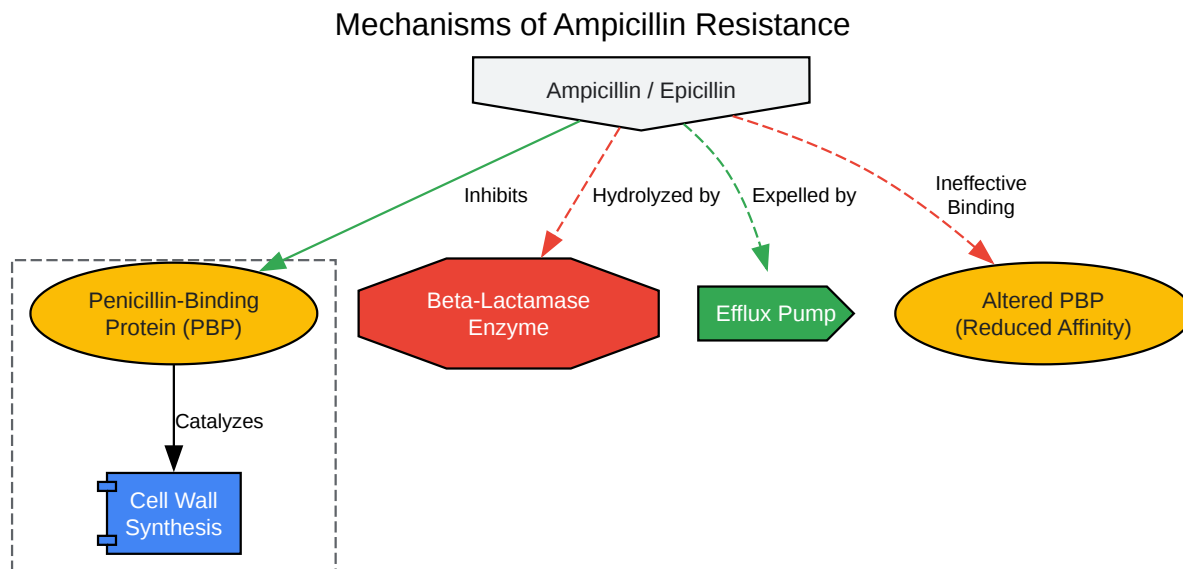 Mechanisms of Ampicillin Resistance
Ampicillin / Epicillin
Inhibits
Hydrolyzed by
Expelled by
Ineffective
Binding
Penicillin-Binding
Protein (PBP)
Beta-Lactamase
Enzyme
Efflux Pump
Altered PBP
(Reduced Affinity)
Catalyzes
Cell Wall
Synthesis